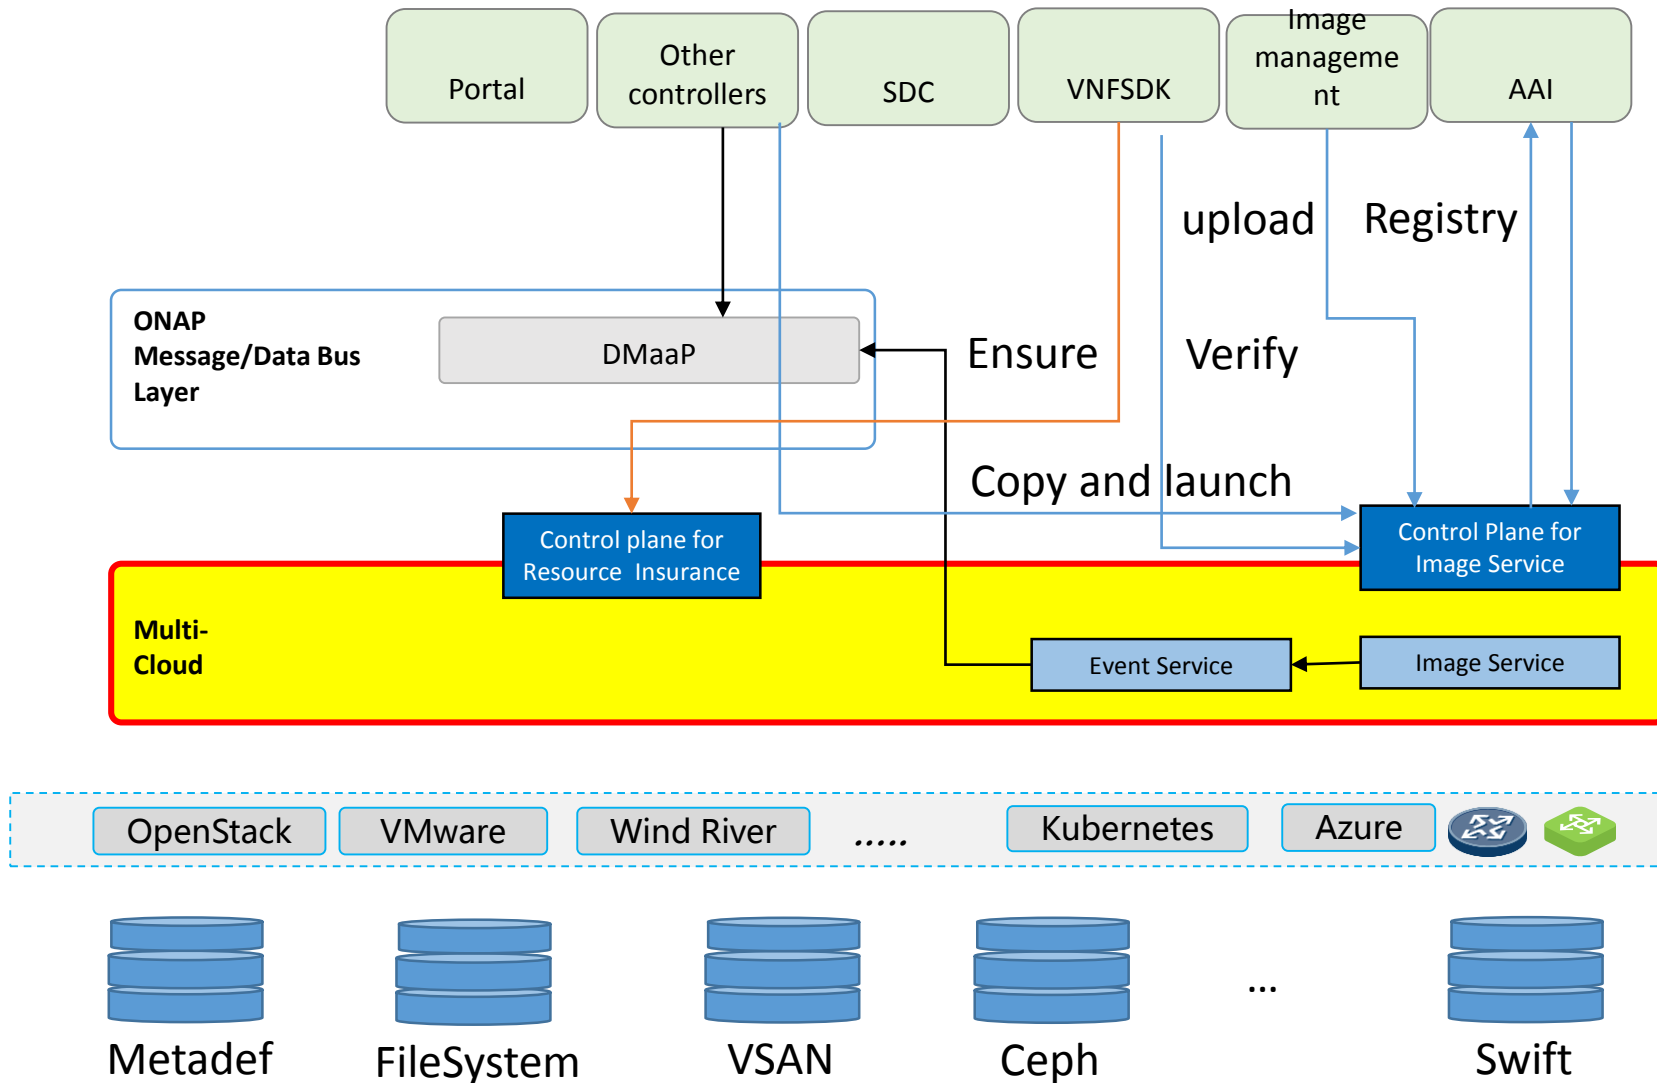 Portal
Other
controllers
SDC
VNFSDK
Image
manageme
nt
AAI
upload
Registry
ONAP
Message/Data Bus
Layer
DMaaP
Ensure
Verify
Copy and launch
Control plane for
Resource Insurance
Control Plane for
Image Service
Multi-
Cloud
Event Service
Image Service
OpenStack
VMware
Wind River
.....
Kubernetes
Azure
...
Metadef
FileSystem
VSAN
Ceph
Swift